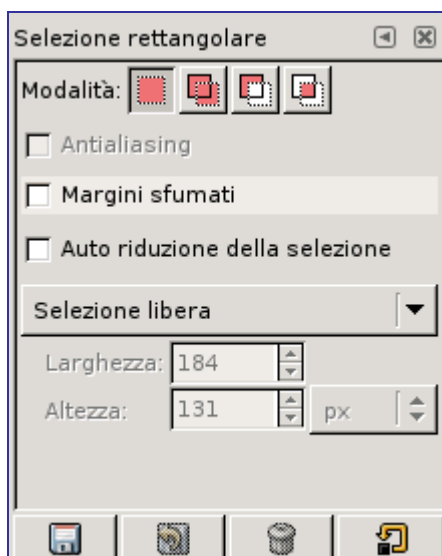 Selezione rettangolare
Modalità:
Antialiasing
Margini sfumati
Auto riduzione della selezione
Selezione libera
Larghezza: 184
Altezza: 131 px